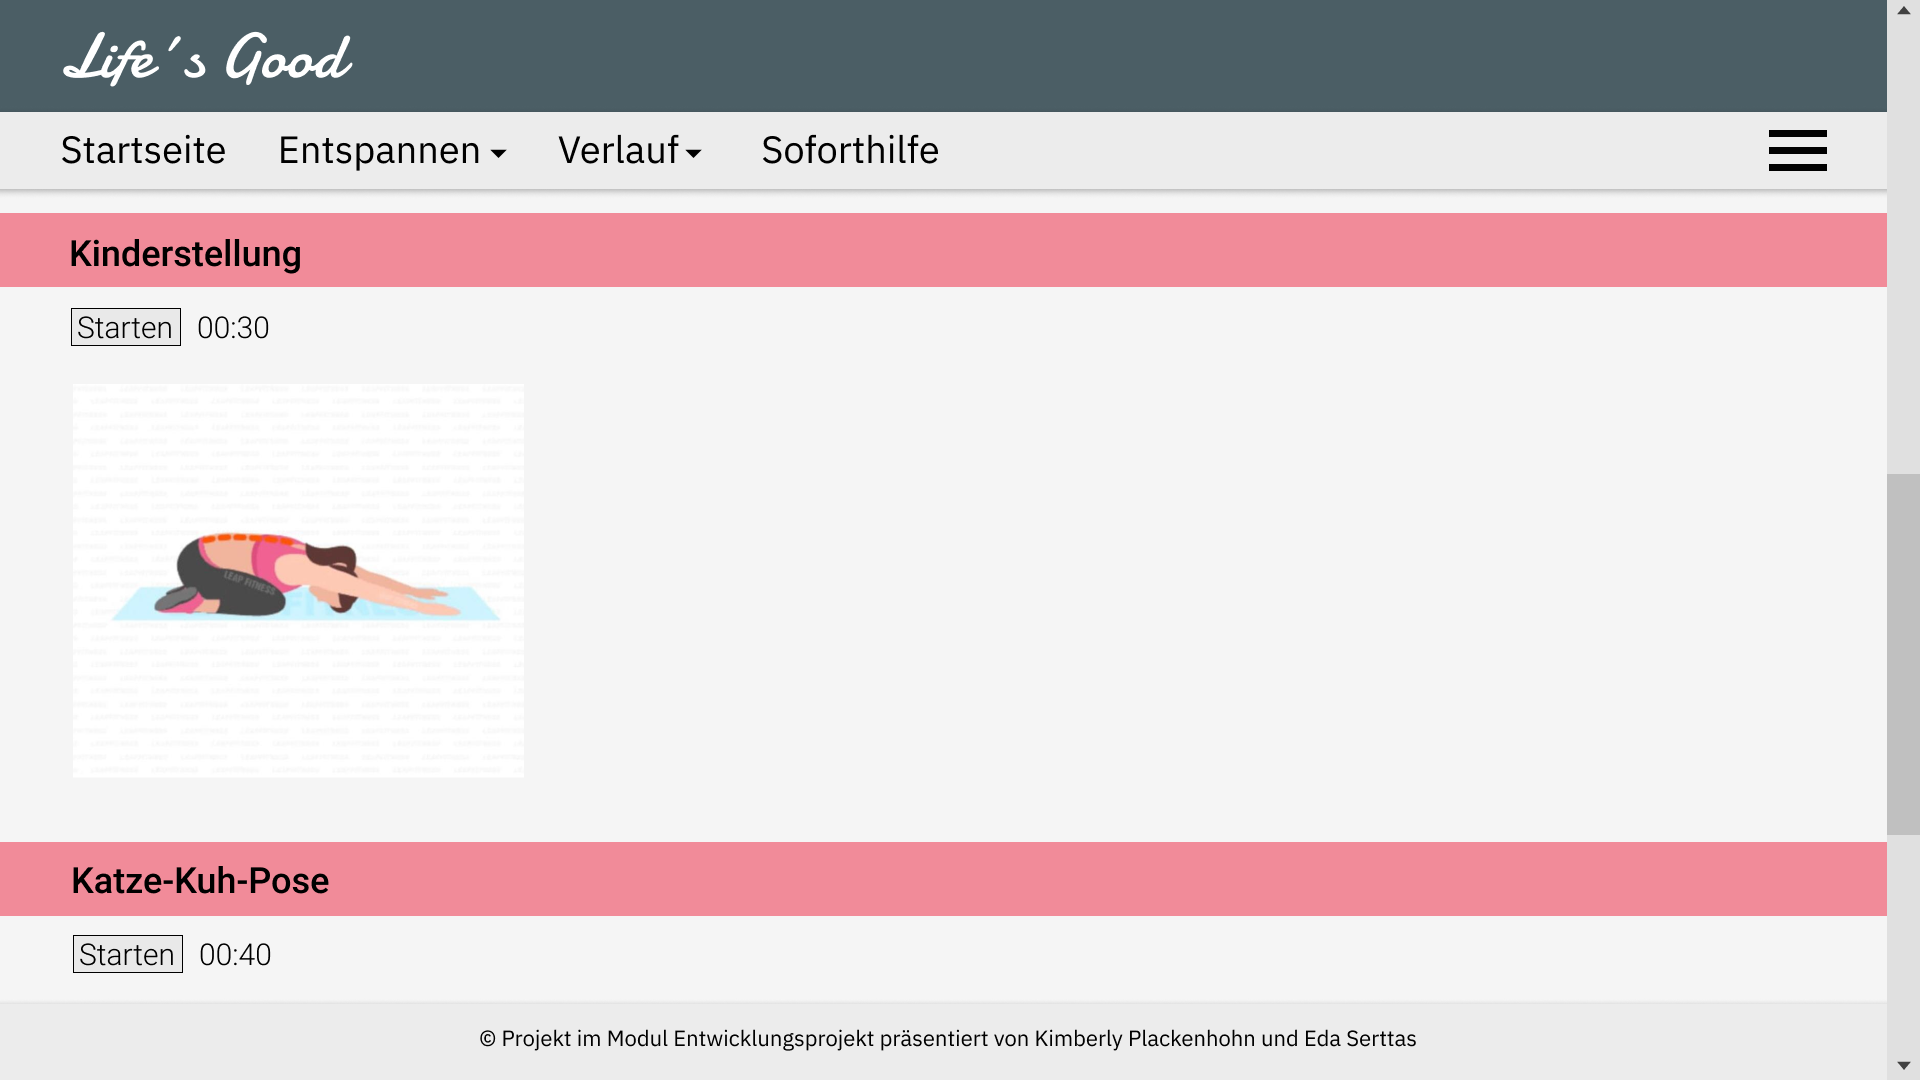 Life´s Good
Startseite Entspannen Verlauf Soforthilfe
Kinderstellung
Starten 00:30
LEAP FITNESS
Katze-Kuh-Pose
Starten 00:40
© Projekt im Modul Entwicklungsprojekt präsentiert von Kimberly Plackenhohn und Eda Serttas